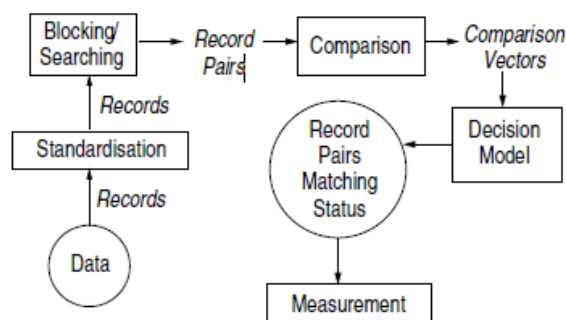 Blocking/
Searching
Record
Pairs
Comparison
Comparison
Vectors
Records
Standardisation
Record
Pairs
Matching
Status
Decision
Model
Records
Data
Measurement